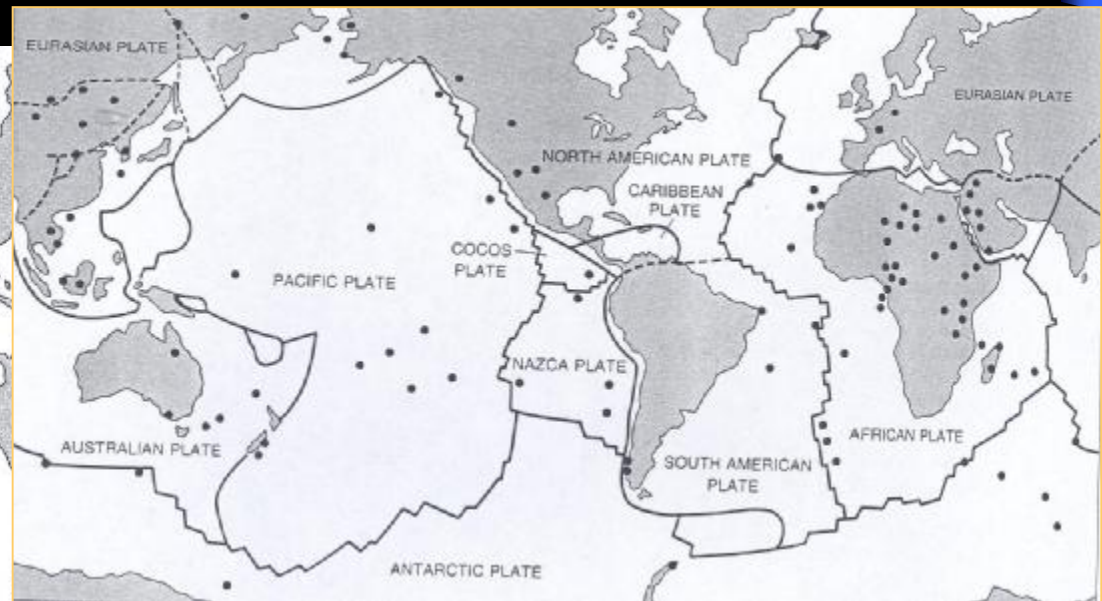 EURASIAN PLATE
EURASIAN PLATE
NORTH AMERICAN PLATE
CARIBBEAN
PLATE
COCOS
PLATE
PACIFIC PLATE
NAZCA PLATE
AUSTRALIAN PLATE
AFRICAN PLATE
SOUTH AMERICAN
PLATE
ANTARCTIC PLATE